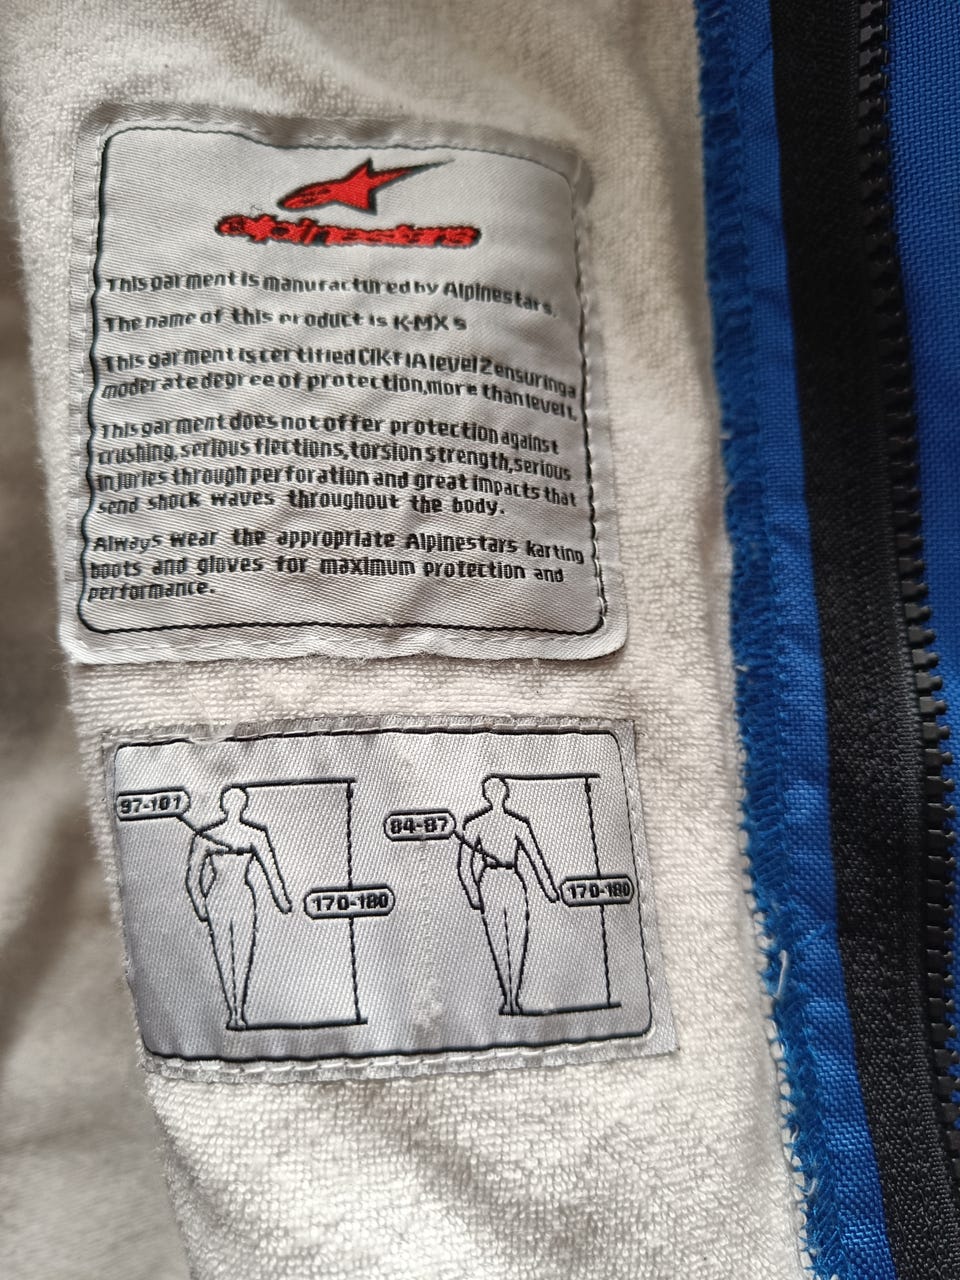 alpinestars
This garment is manufactured by Alpinestars.
The name of this product is K-MX 5
This garment is certified CIK-FIA level 2 ensuring a
moderate degree of protection, more than level 1.
This garment does not offer protection against
crushing, serious flections, torsion strength, serious
injuries through perforation and great impacts that
send shock waves throughout the body.
Always wear the appropriate Alpinestars karting
boots and gloves for maximum protection and
performance.
97-101
84-87
170-180
170-180